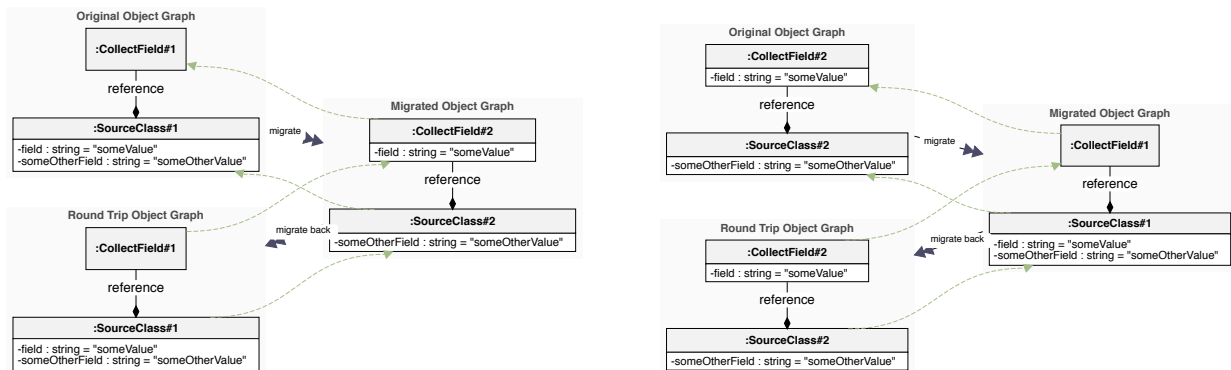 Original Object Graph
:CollectField#1
reference
:SourceClass#1
-field : string = "someValue"
-someOtherField : string = "someOtherValue"
migrate
Migrated Object Graph
:CollectField#2
-field : string = "someValue"
reference
:SourceClass#2
-someOtherField : string = "someOtherValue"
migrate back
Round Trip Object Graph
:CollectField#1
reference
:SourceClass#1
-field : string = "someValue"
-someOtherField : string = "someOtherValue"
Original Object Graph
:CollectField#2
-field : string = "someValue"
reference
:SourceClass#2
-someOtherField : string = "someOtherValue"
migrate
Migrated Object Graph
:CollectField#1
reference
:SourceClass#1
-field : string = "someValue"
-someOtherField : string = "someOtherValue"
migrate back
Round Trip Object Graph
:CollectField#2
-field : string = "someValue"
reference
:SourceClass#2
-someOtherField : string = "someOtherValue"